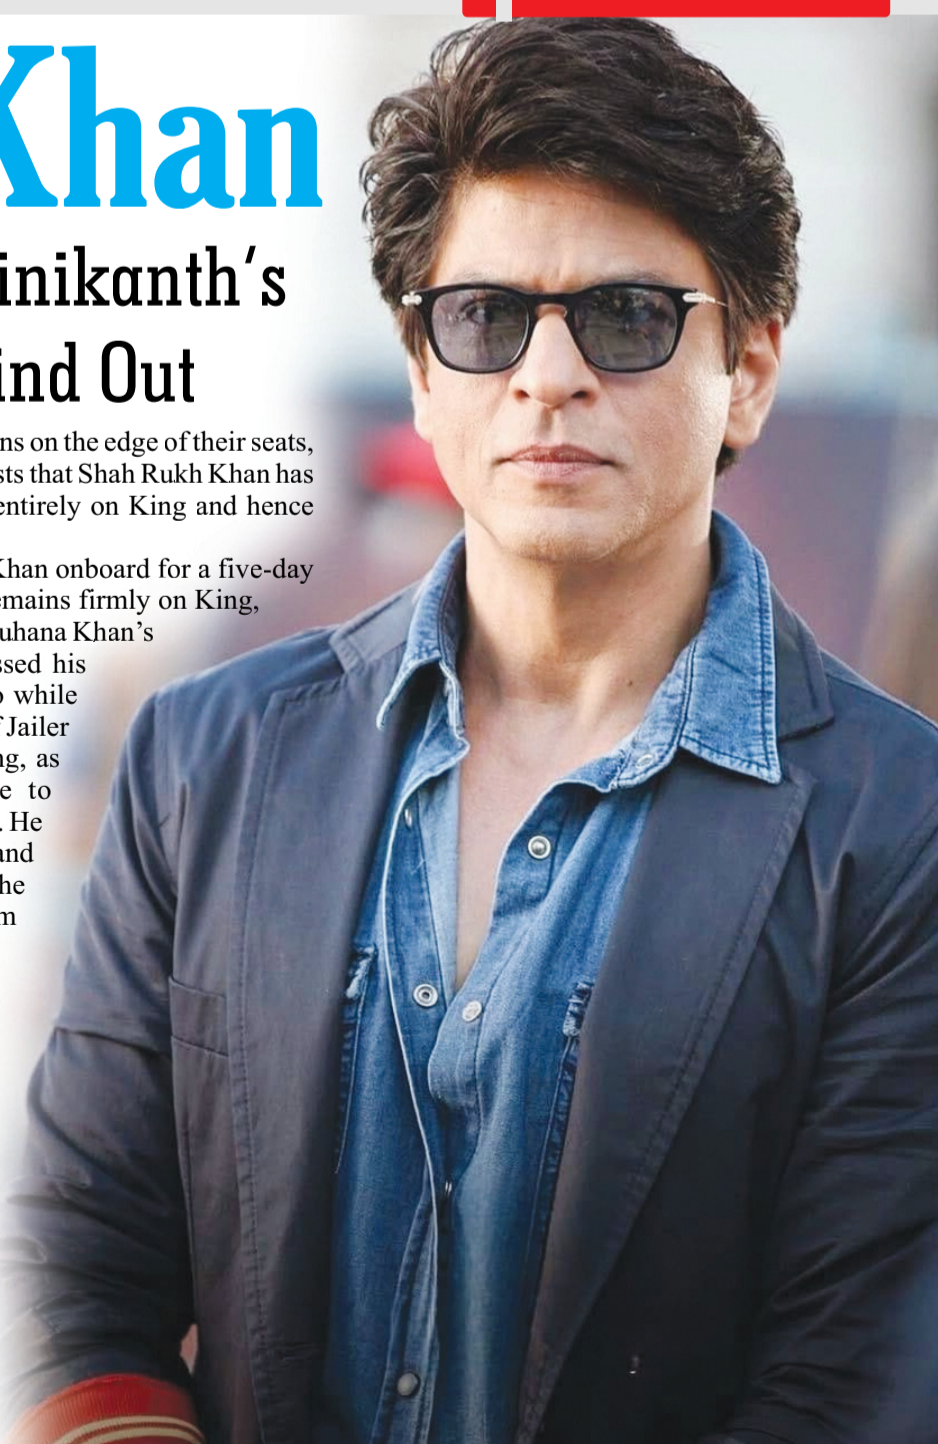 Khan
inikanth's
ind Out
ns on the edge of their seats,
sts that Shah Rukh Khan has
entirely on King and hence
Khan onboard for a five-day
emains firmly on King,
uhana Khan's
ssed his
while
Jailer
ng, as
e to
. He
and
he
m